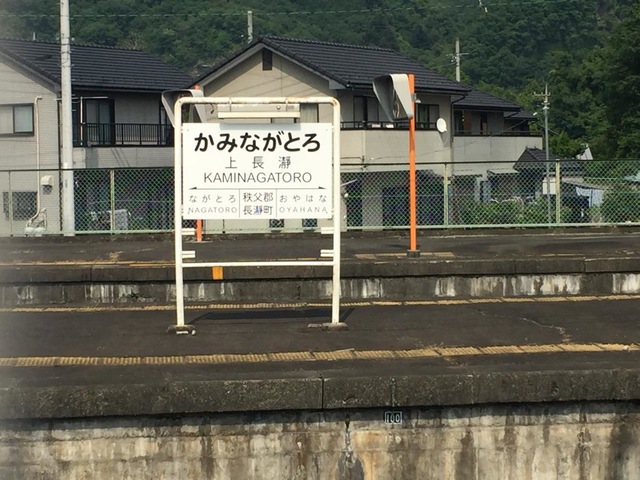 かみながとろ
上長瀞
KAMINAGATORO
ながとろ 秩父郡 おやはな
NAGATORO 長瀞町 OYAHANA
100